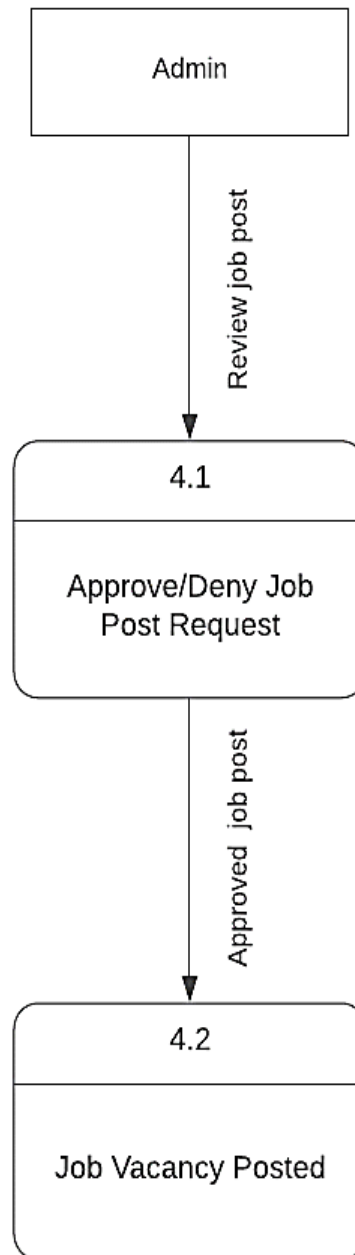 Admin
Review job post
4.1
Approve/Deny Job
Post Request
Approved job post
4.2
Job Vacancy Posted